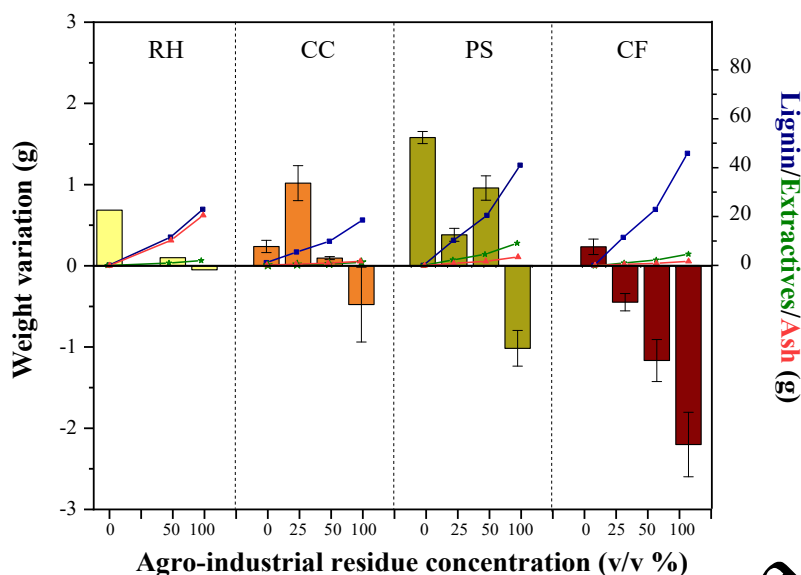 RH CC PS CF
3
2
1
0
-1
-2
-3
Weight variation (g)
80
60
40
20
0
Lignin/Extractives/Ash (g)
0 50 100 0 25 50 100 0 25 50 100 0 25 50 100
Agro-industrial residue concentration (v/v %)